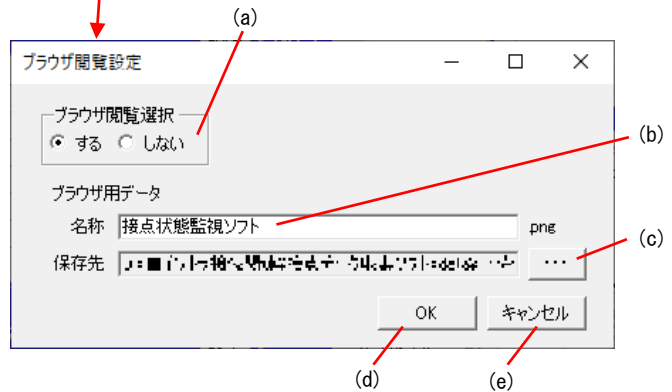 (a)
ブラウザ閲覧設定
ブラウザ閲覧選択
する しない
(b)
ブラウザ用データ
名称 接点状態監視ソフト .png
(c)
保存先 ...
OK キャンセル
(d) (e)